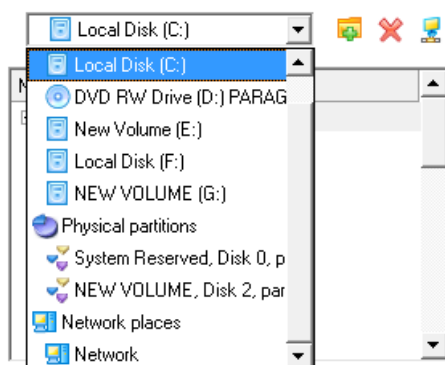 Local Disk (C:)
Local Disk (C:)
DVD RW Drive (D:) PARAG
New Volume (E:)
Local Disk (F:)
NEW VOLUME (G:)
Physical partitions
System Reserved, Disk 0, p
NEW VOLUME, Disk 2, par
Network places
Network